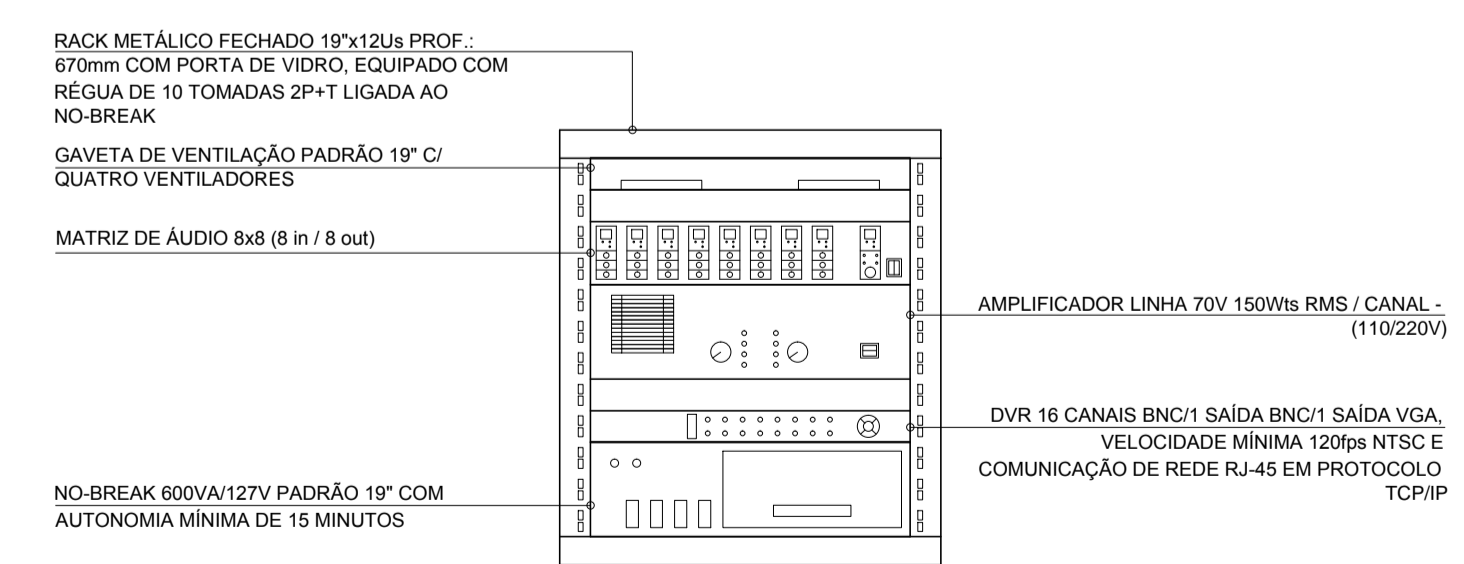 RACK METÁLICO FECHADO 19"x12Us PROF.:
670mm COM PORTA DE VIDRO, EQUIPADO COM
RÉGUA DE 10 TOMADAS 2P+T LIGADA AO
NO-BREAK
GAVETA DE VENTILAÇÃO PADRÃO 19" C/
QUATRO VENTILADORES
MATRIZ DE ÁUDIO 8x8 (8 in / 8 out)
NO-BREAK 600VA/127V PADRÃO 19" COM
AUTONOMIA MÍNIMA DE 15 MINUTOS
AMPLIFICADOR LINHA 70V 150Wts RMS / CANAL -
(110/220V)
DVR 16 CANAIS BNC/1 SAÍDA BNC/1 SAÍDA VGA,
VELOCIDADE MÍNIMA 120fps NTSC E
COMUNICAÇÃO DE REDE RJ-45 EM PROTOCOLO
TCP/IP